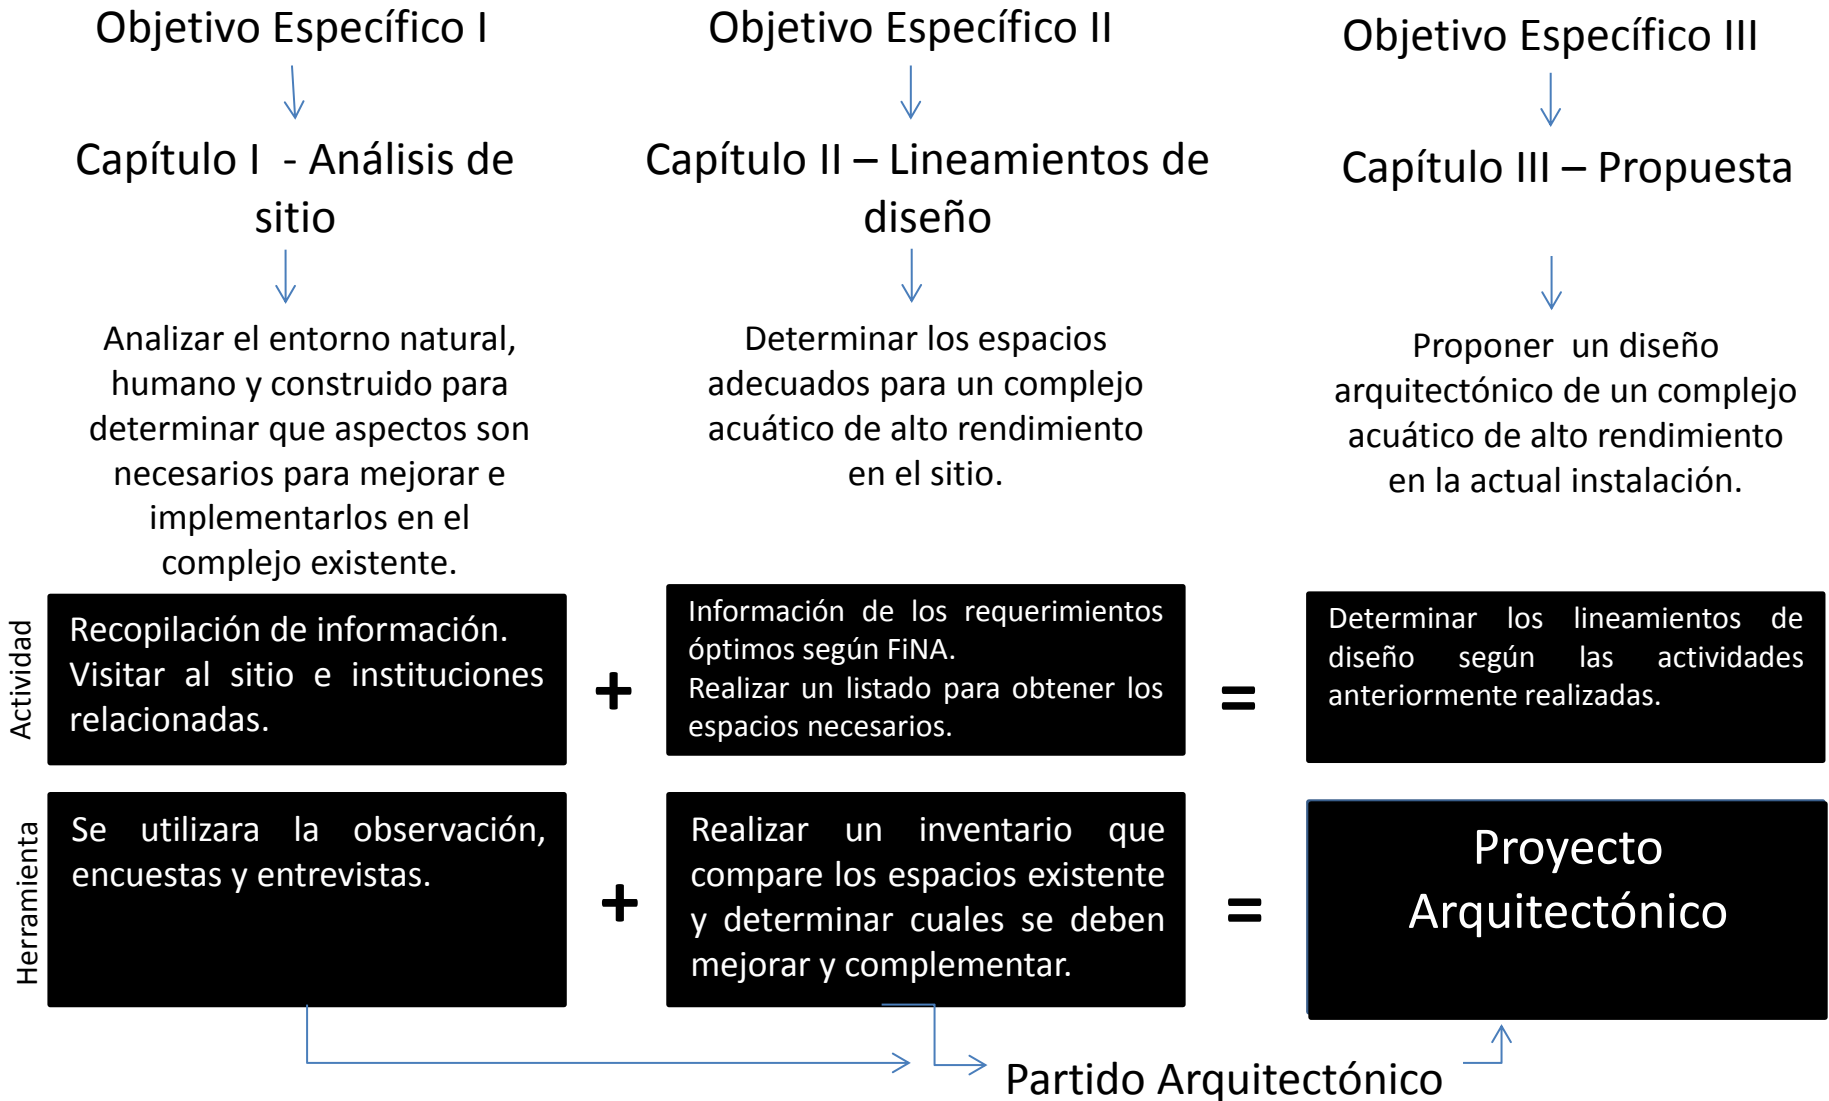 Objetivo Específico I
Capítulo I - Análisis de
sitio
Analizar el entorno natural,
humano y construido para
determinar que aspectos son
necesarios para mejorar e
implementarlos en el
complejo existente.
Objetivo Específico II
Capítulo II – Lineamientos de
diseño
Determinar los espacios
adecuados para un complejo
acuático de alto rendimiento
en el sitio.
Objetivo Específico III
Capítulo III – Propuesta
Proponer un diseño
arquitectónico de un complejo
acuático de alto rendimiento
en la actual instalación.
Actividad
Recopilación de información.
Visitar al sitio e instituciones
relacionadas.
+
Información de los requerimientos
óptimos según FiNA.
Realizar un listado para obtener los
espacios necesarios.
=
Determinar los lineamientos de
diseño según las actividades
anteriormente realizadas.
Herramienta
Se utilizara la observación,
encuestas y entrevistas.
+
Realizar un inventario que
compare los espacios existente
y determinar cuales se deben
mejorar y complementar.
=
Proyecto
Arquitectónico
Partido Arquitectónico